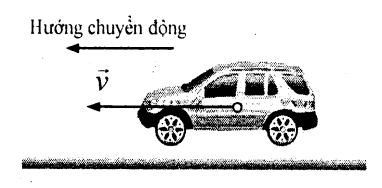 Hướng chuyển động
v⃗